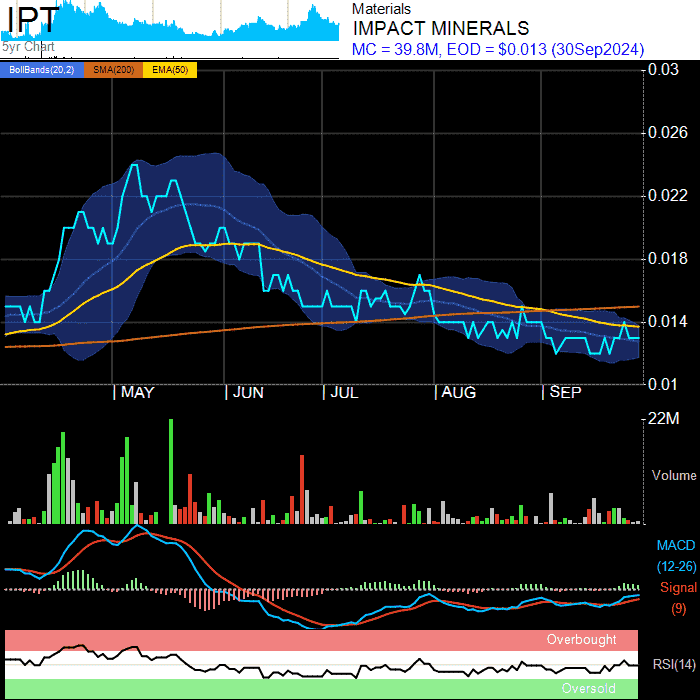 IPT
5yr Chart
Materials
IMPACT MINERALS
MC = 39.8M, EOD = $0.013 (30Sep2024)
BollBands(20,2) SMA(200) EMA(50)
0.03
0.026
0.022
0.018
0.014
0.01
MAY JUN JUL AUG SEP
22M
Volume
MACD
(12-26)
Signal
(9)
Overbought
RSI(14)
Oversold